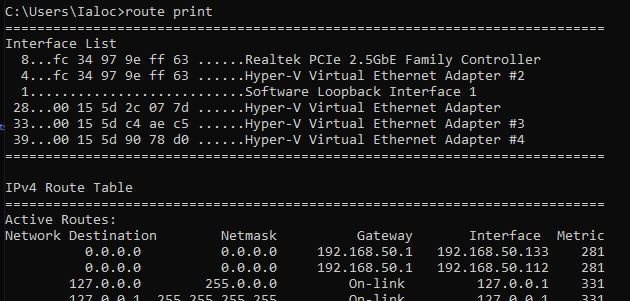 C:\Users\Ialoc>route print
===========================================================================
Interface List
  8...fc 34 97 9e ff 63 ......Realtek PCIe 2.5GbE Family Controller
  4...fc 34 97 9e ff 63 ......Hyper-V Virtual Ethernet Adapter #2
  1...........................Software Loopback Interface 1
 28...00 15 5d 2c 07 7d ......Hyper-V Virtual Ethernet Adapter
 33...00 15 5d c4 ae c5 ......Hyper-V Virtual Ethernet Adapter #3
 39...00 15 5d 90 78 d0 ......Hyper-V Virtual Ethernet Adapter #4
===========================================================================
IPv4 Route Table
===========================================================================
Active Routes:
Network Destination        Netmask          Gateway       Interface  Metric
          0.0.0.0          0.0.0.0     192.168.50.1   192.168.50.133    281
          0.0.0.0          0.0.0.0     192.168.50.1   192.168.50.112    281
        127.0.0.0        255.0.0.0         On-link         127.0.0.1    331
        127.0.0.1  255.255.255.255         On-link         127.0.0.1    331